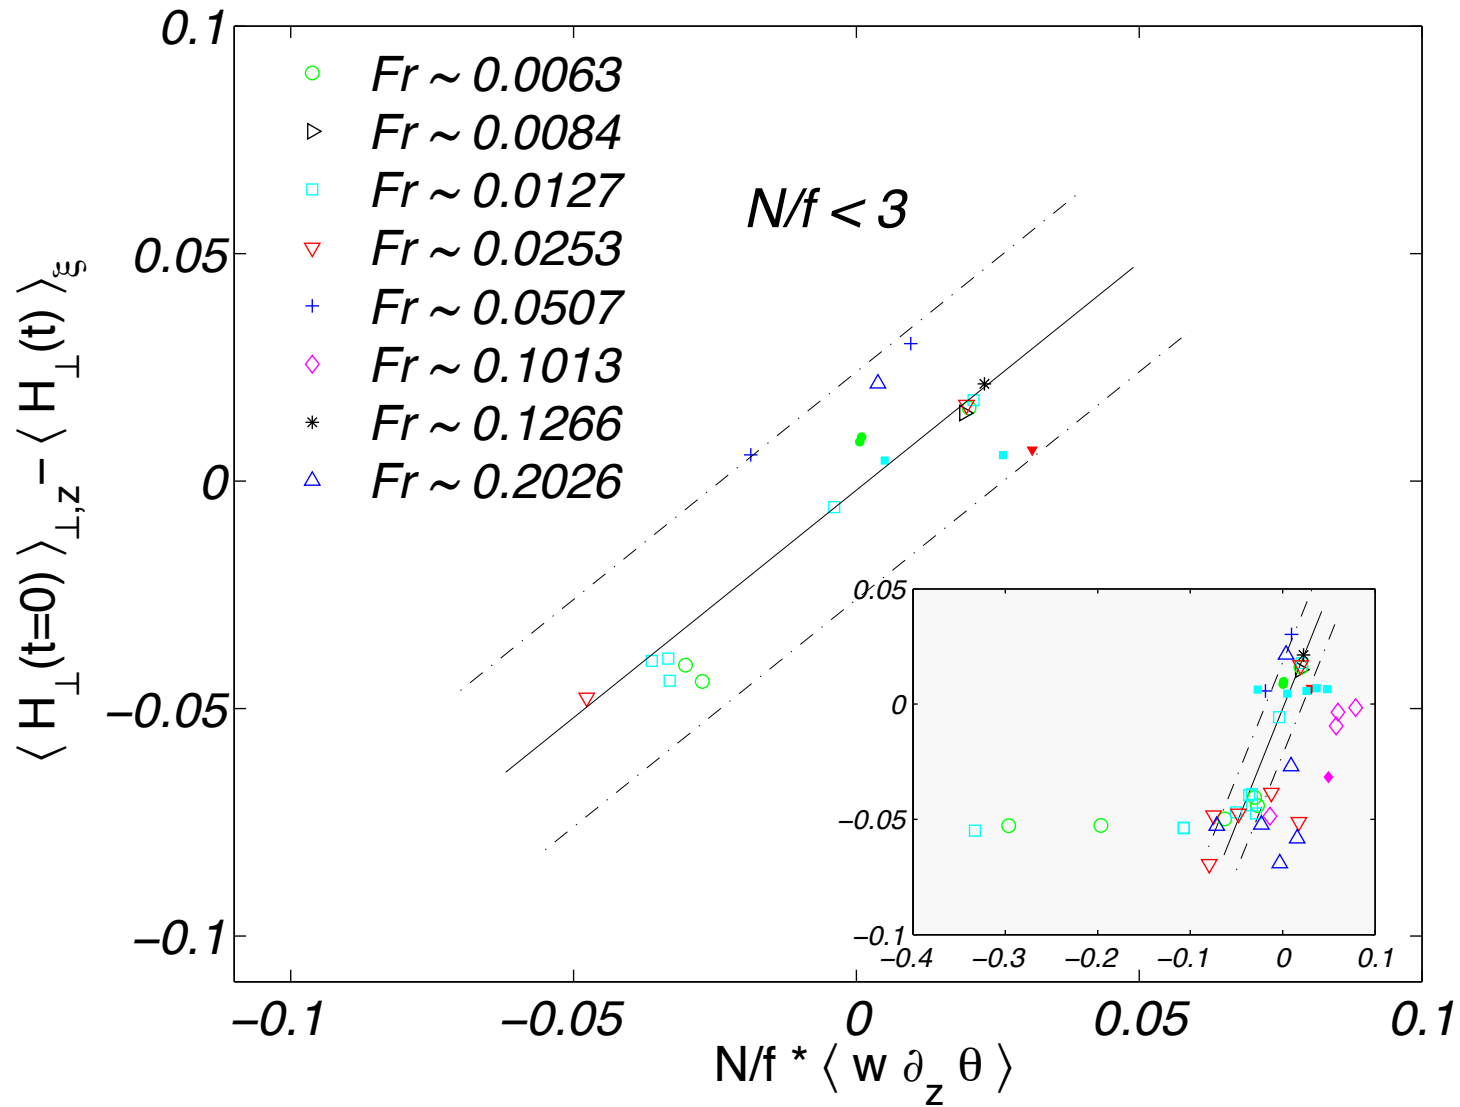 0.1
0.05
0
−0.05
−0.1
⟨ H⊥(t=0) ⟩⊥,z − ⟨ H⊥(t) ⟩ξ
Fr ~ 0.0063
Fr ~ 0.0084
Fr ~ 0.0127
Fr ~ 0.0253
Fr ~ 0.0507
Fr ~ 0.1013
Fr ~ 0.1266
Fr ~ 0.2026
N/f < 3
0.05
0
−0.05
−0.1
−0.4 −0.3 −0.2 −0.1 0 0.1
−0.1 −0.05 0 0.05 0.1
N/f * ⟨ w ∂z θ ⟩